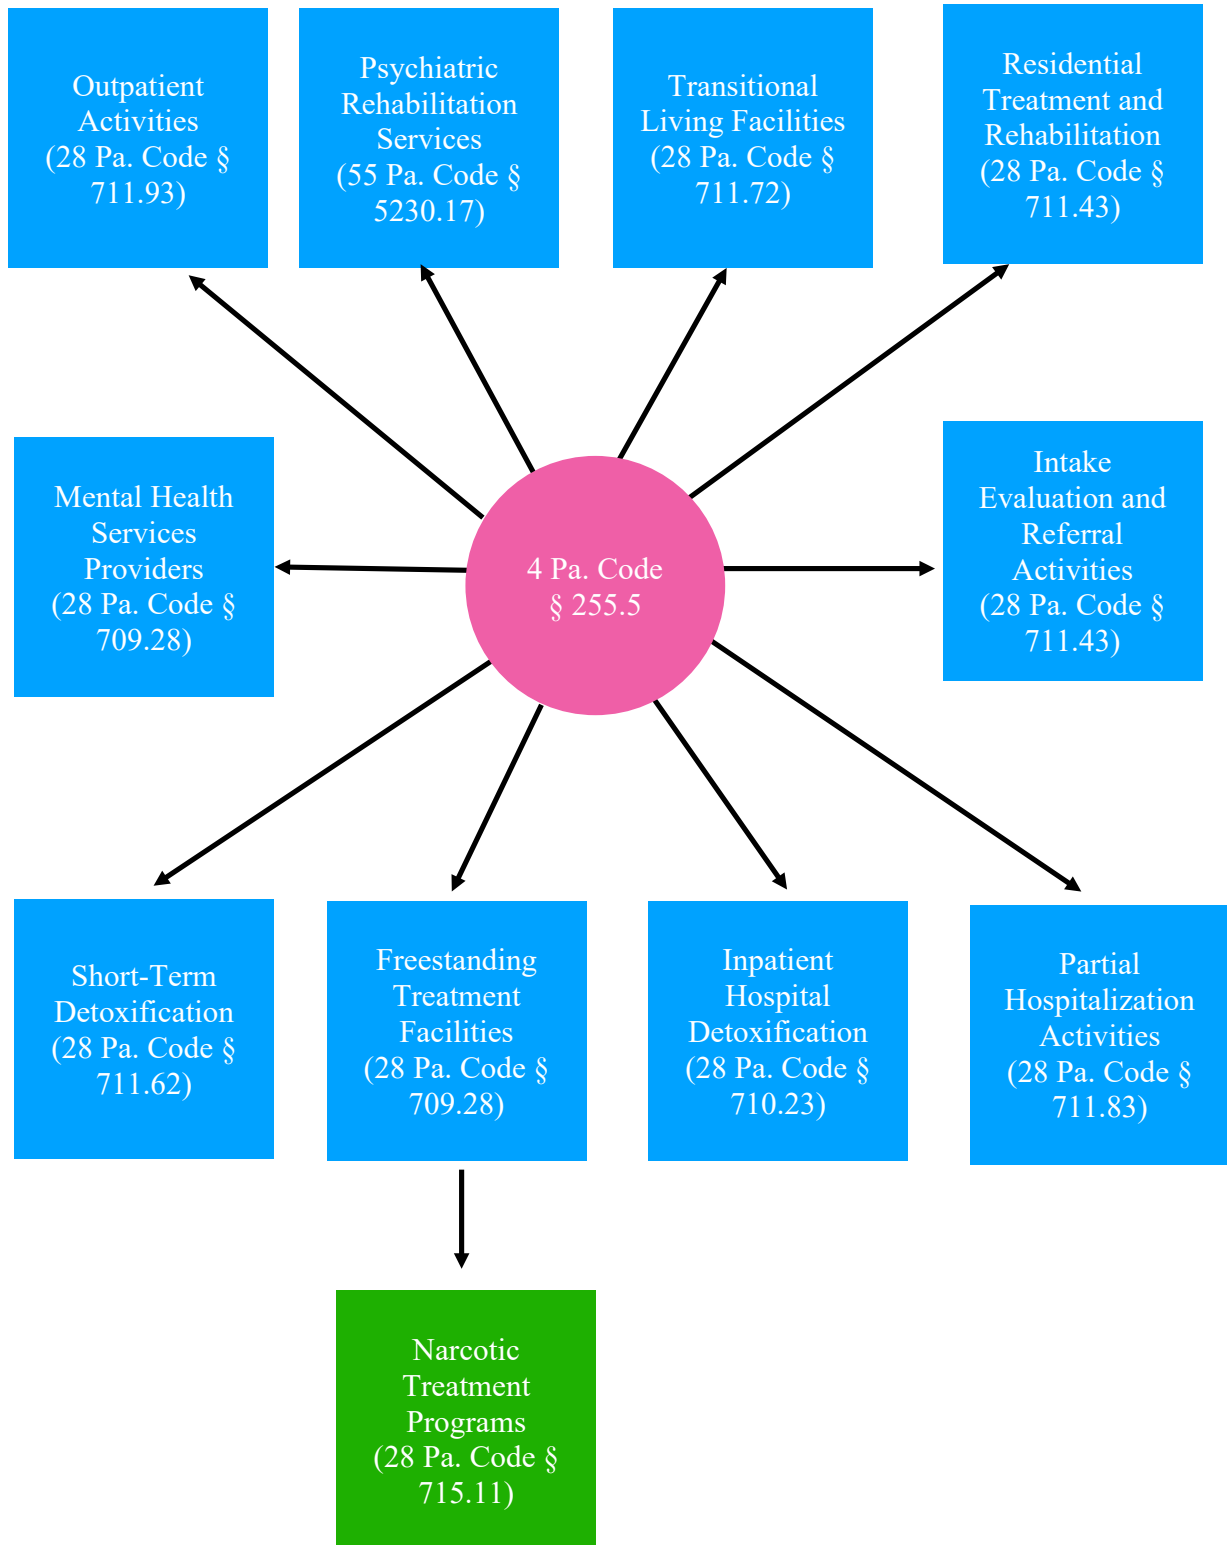 Outpatient
Activities
(28 Pa. Code §
711.93)
Psychiatric
Rehabilitation
Services
(55 Pa. Code §
5230.17)
Transitional
Living Facilities
(28 Pa. Code §
711.72)
Residential
Treatment and
Rehabilitation
(28 Pa. Code §
711.43)
Mental Health
Services
Providers
(28 Pa. Code §
709.28)
4 Pa. Code
§ 255.5
Intake
Evaluation and
Referral
Activities
(28 Pa. Code §
711.43)
Short-Term
Detoxification
(28 Pa. Code §
711.62)
Freestanding
Treatment
Facilities
(28 Pa. Code §
709.28)
Inpatient
Hospital
Detoxification
(28 Pa. Code §
710.23)
Partial
Hospitalization
Activities
(28 Pa. Code §
711.83)
Narcotic
Treatment
Programs
(28 Pa. Code §
715.11)